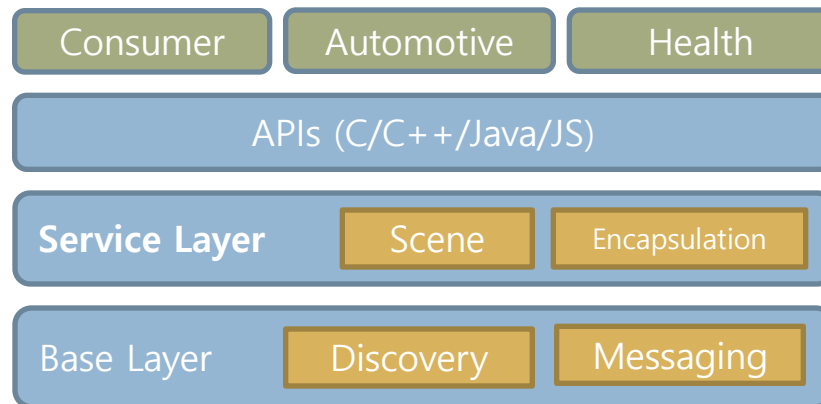 Consumer Automotive Health
APIs (C/C++/Java/JS)
Service Layer Scene Encapsulation
Base Layer Discovery Messaging